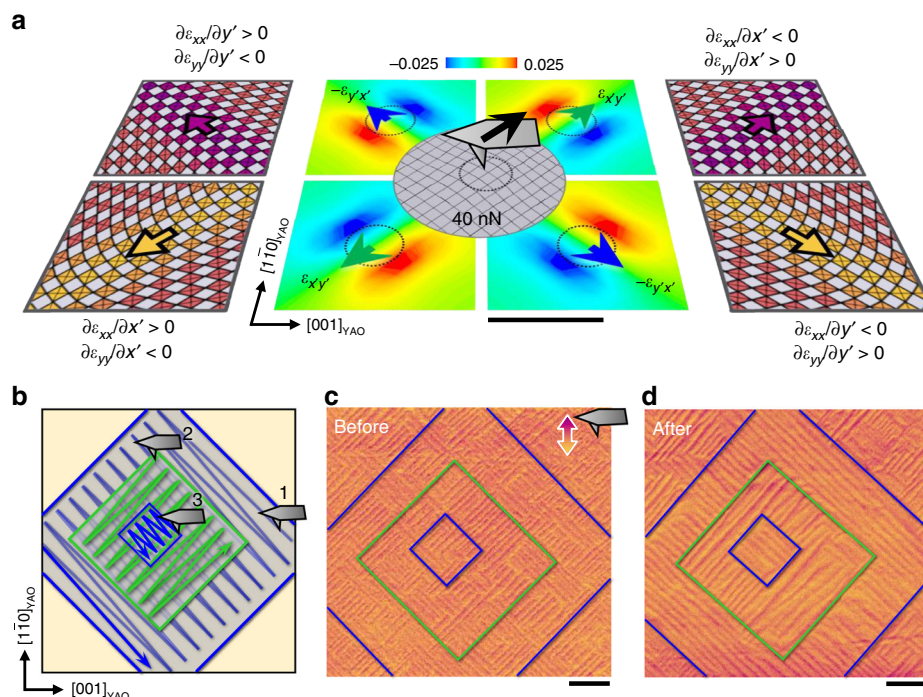 a
∂εxx/∂y′ > 0
∂εyy/∂y′ < 0
∂εxx/∂x′ < 0
∂εyy/∂x′ > 0
−0.025 0.025
−εy′x′
εx′y′
40 nN
εx′y′
−εy′x′
[11̄0]YAO
[001]YAO
∂εxx/∂x′ > 0
∂εyy/∂x′ < 0
∂εxx/∂y′ < 0
∂εyy/∂y′ > 0
b
2
1
3
[11̄0]YAO
[001]YAO
c
Before
d
After